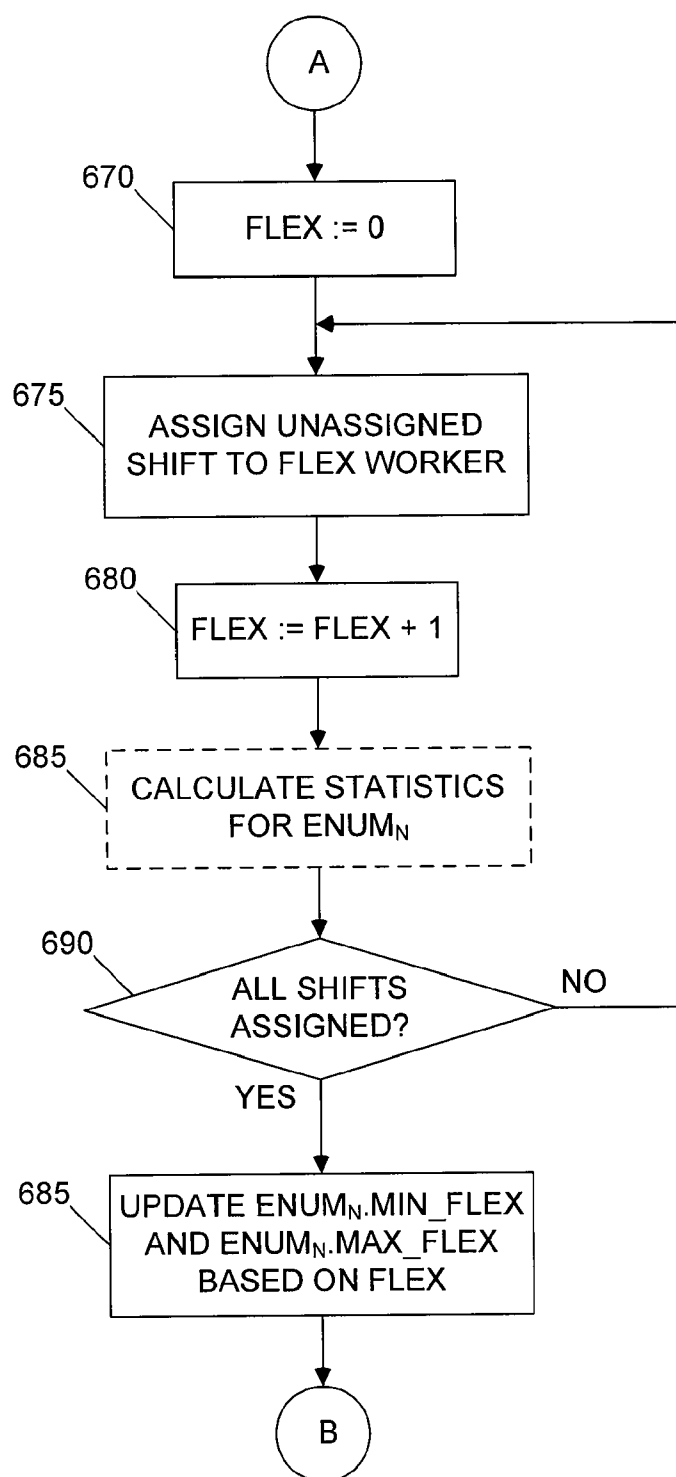 A
670
FLEX := 0
675
ASSIGN UNASSIGNED
SHIFT TO FLEX WORKER
680
FLEX := FLEX + 1
685
CALCULATE STATISTICS
FOR ENUMN
690
ALL SHIFTS
ASSIGNED?
NO
YES
685
UPDATE ENUMN.MIN_FLEX
AND ENUMN.MAX_FLEX
BASED ON FLEX
B